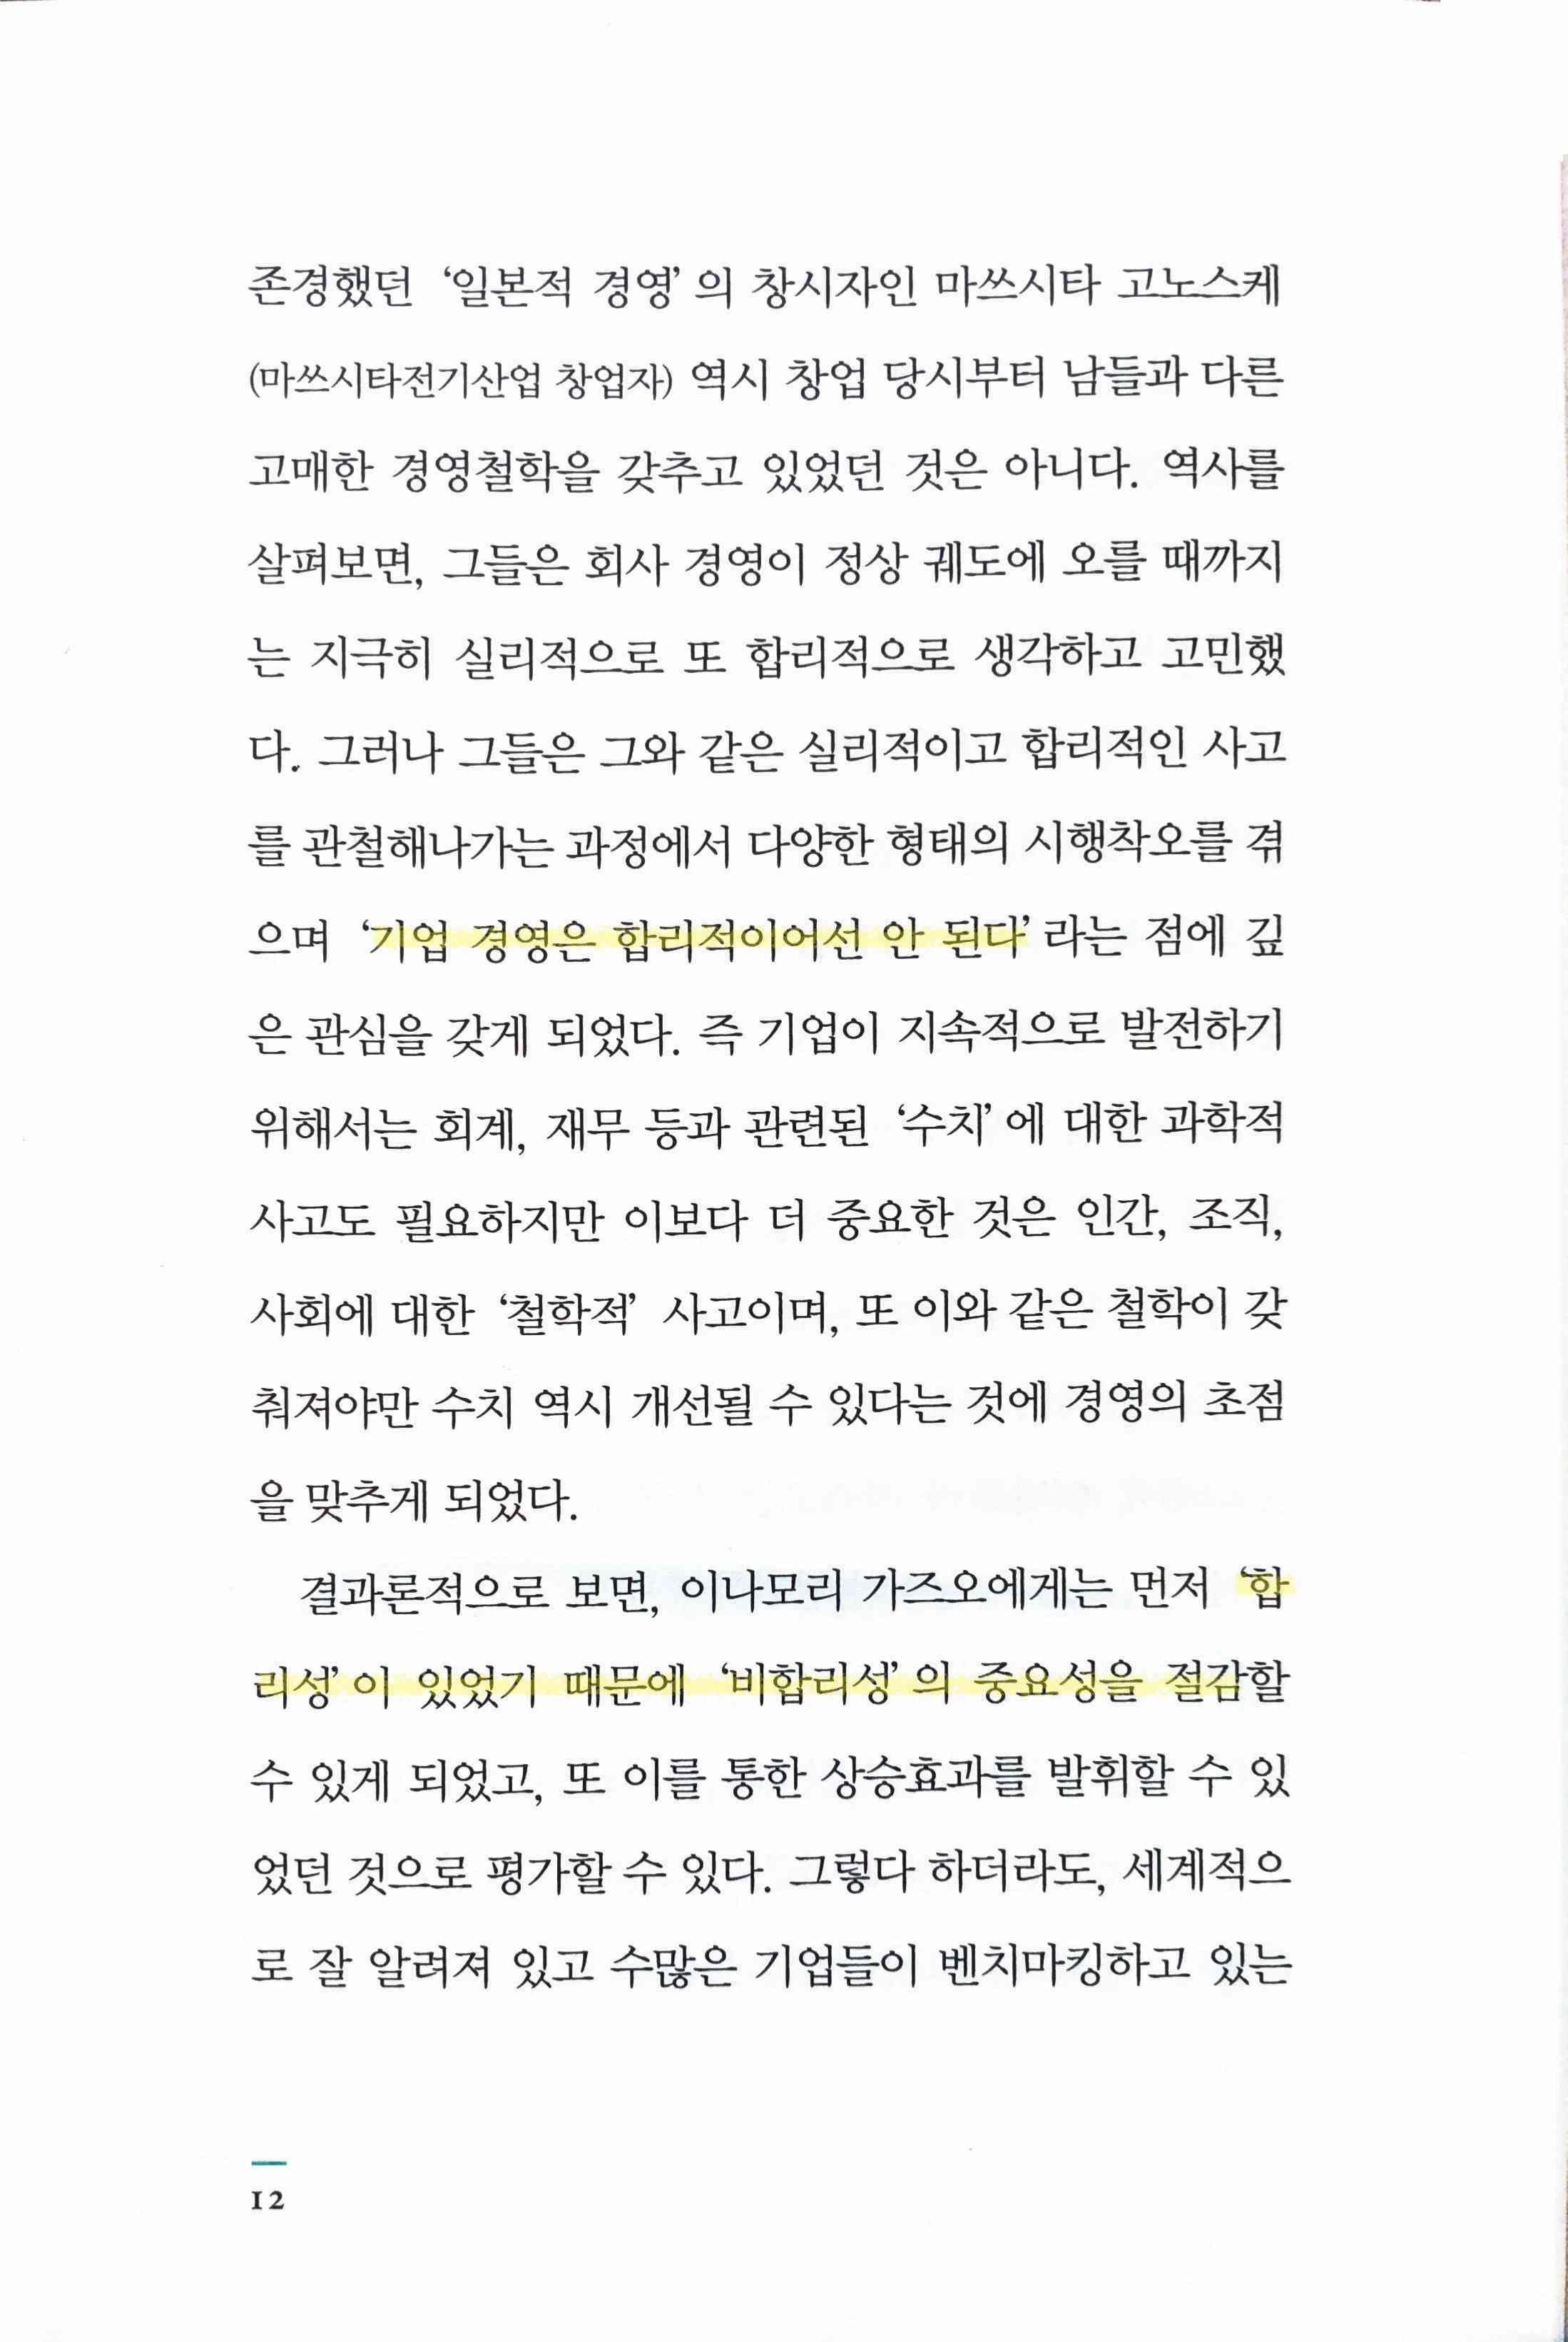 존경했던 ‘일본적 경영’의 창시자인 마쓰시타 고노스케
(마쓰시타전기산업 창업자) 역시 창업 당시부터 남들과 다른
고매한 경영철학을 갖추고 있었던 것은 아니다. 역사를
살펴보면, 그들은 회사 경영이 정상 궤도에 오를 때까지
는 지극히 실리적으로 또 합리적으로 생각하고 고민했
다. 그러나 그들은 그와 같은 실리적이고 합리적인 사고
를 관철해나가는 과정에서 다양한 형태의 시행착오를 겪
으며 ‘기업 경영은 합리적이어선 안 된다’라는 점에 깊
은 관심을 갖게 되었다. 즉 기업이 지속적으로 발전하기
위해서는 회계, 재무 등과 관련된 ‘수치’에 대한 과학적
사고도 필요하지만 이보다 더 중요한 것은 인간, 조직,
사회에 대한 ‘철학적’ 사고이며, 또 이와 같은 철학이 갖
춰져야만 수치 역시 개선될 수 있다는 것에 경영의 초점
을 맞추게 되었다.
결과론적으로 보면, 이나모리 가즈오에게는 먼저 ‘합
리성’이 있었기 때문에 ‘비합리성’의 중요성을 절감할
수 있게 되었고, 또 이를 통한 상승효과를 발휘할 수 있
었던 것으로 평가할 수 있다. 그렇다 하더라도, 세계적으
로 잘 알려져 있고 수많은 기업들이 벤치마킹하고 있는
12